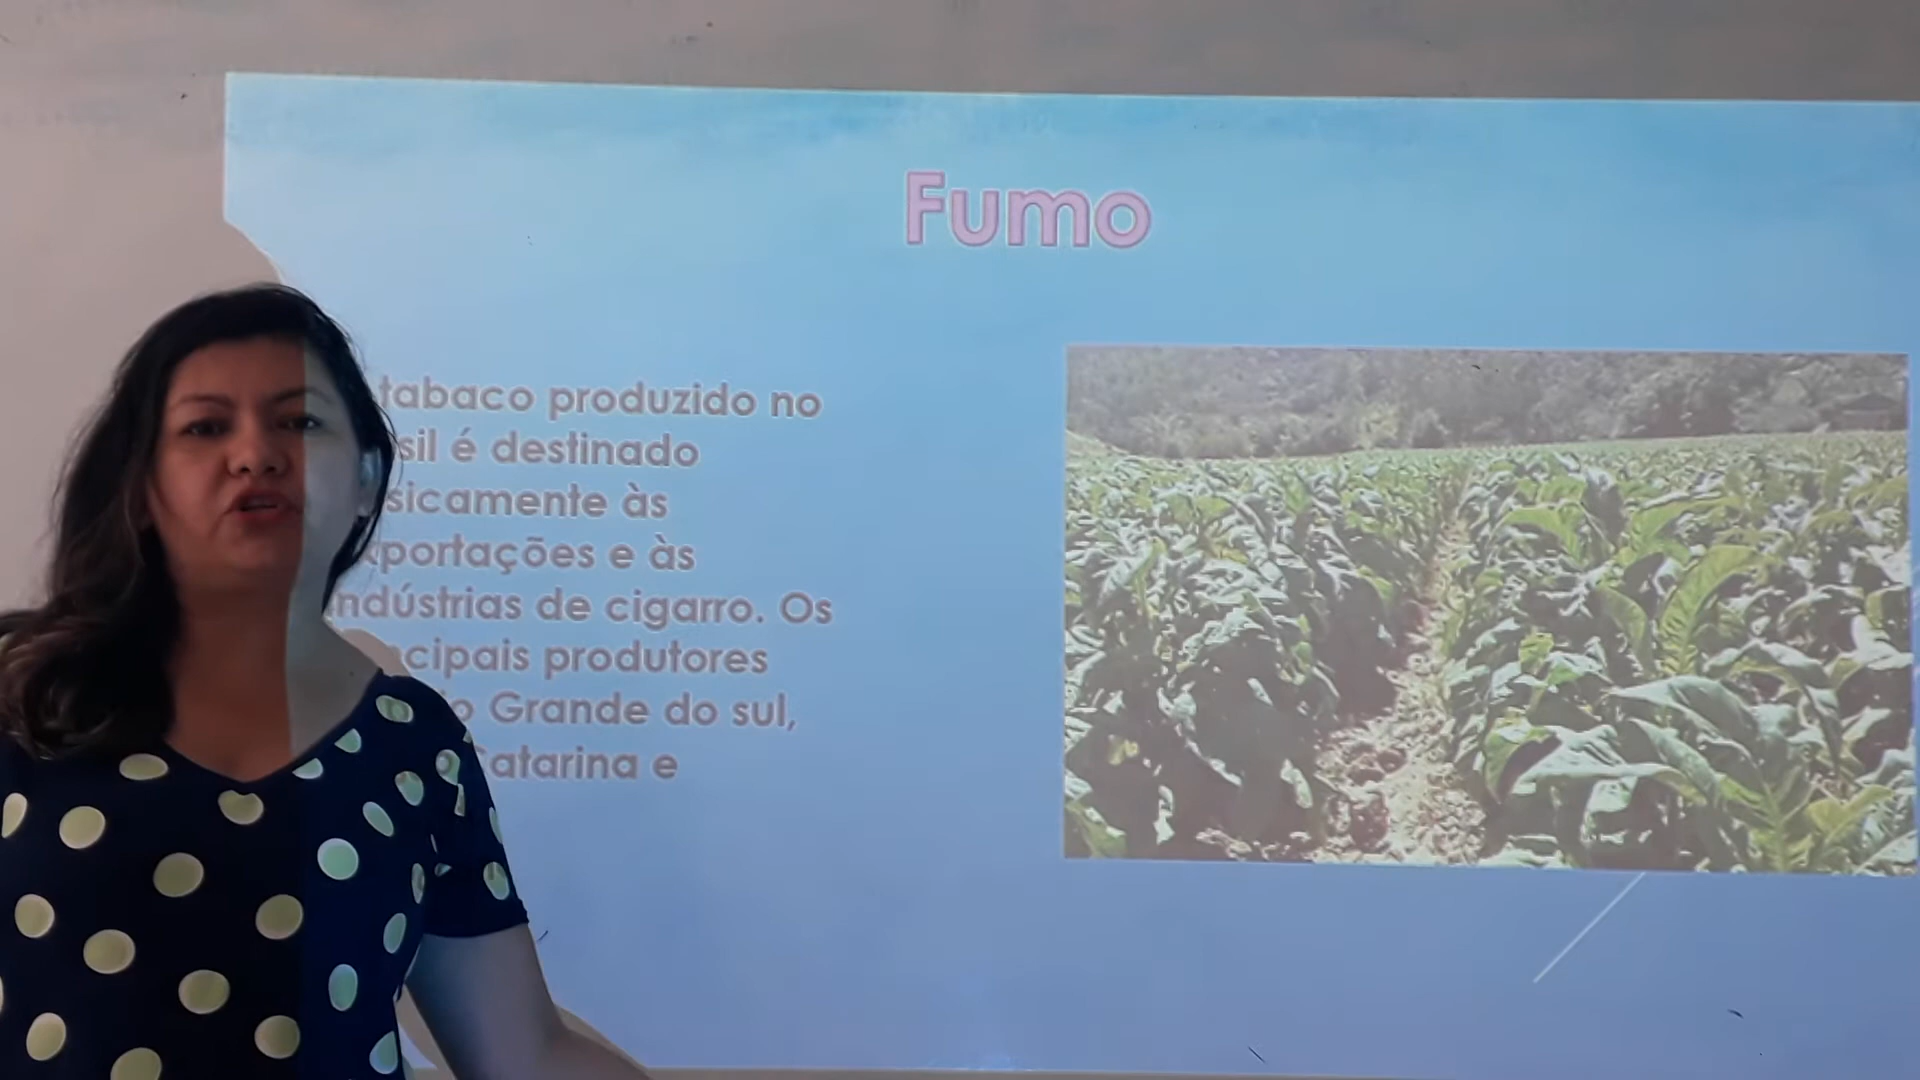 Fumo
tabaco produzido no
sil é destinado
sicamente às
xportações e às
indústrias de cigarro. Os
cipais produtores
o Grande do sul,
Catarina e